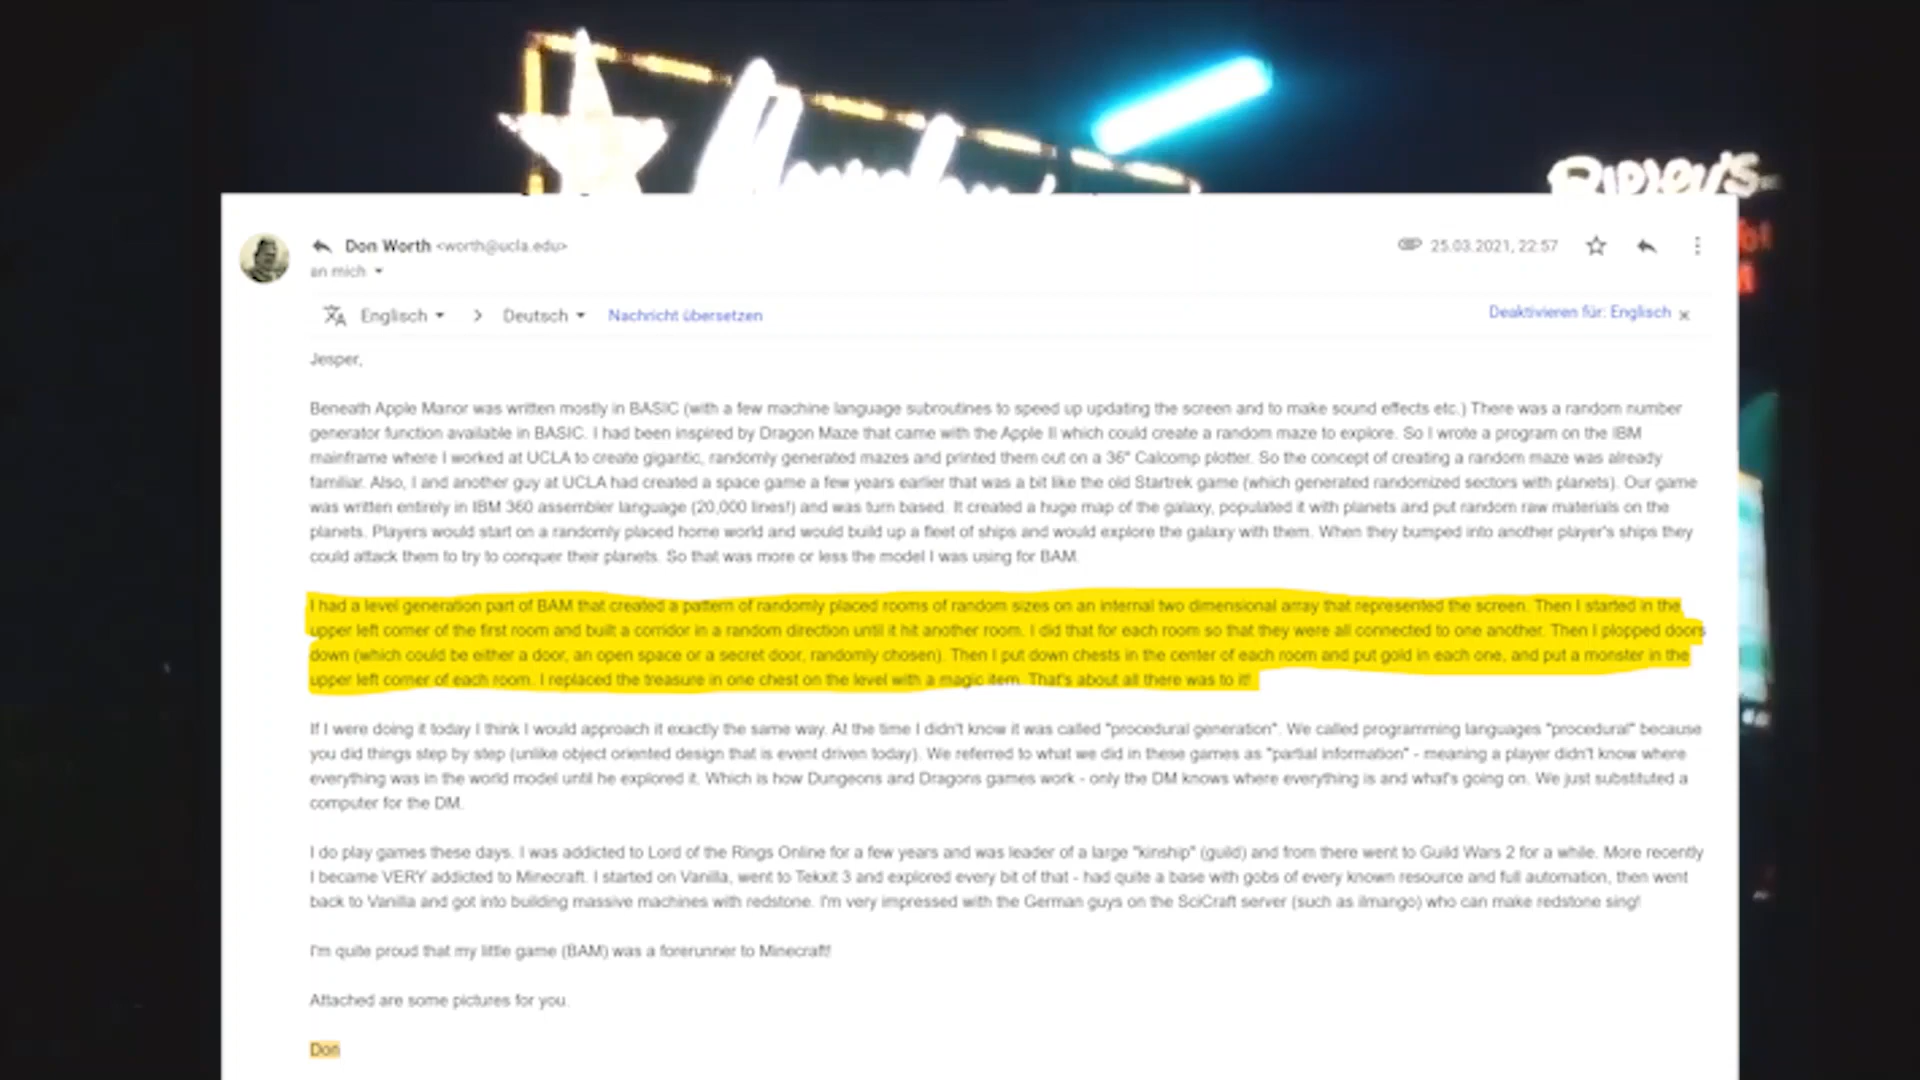 RIPLEY'S
Don Worth <worth@ucla.edu>
25.03.2021, 22:57
an mich
Englisch > Deutsch Nachricht übersetzen
Deaktivieren für: Englisch x
Jesper,
Beneath Apple Manor was written mostly in BASIC (with a few machine language subroutines to speed up updating the screen and to make sound effects etc.) There was a random number
generator function available in BASIC. I had been inspired by Dragon Maze that came with the Apple II which could create a random maze to explore. So I wrote a program on the IBM
mainframe where I worked at UCLA to create gigantic, randomly generated mazes and printed them out on a 36" Calcomp plotter. So the concept of creating a random maze was already
familiar. Also, I and another guy at UCLA had created a space game a few years earlier that was a bit like the old Startrek game (which generated randomized sectors with planets). Our game
was written entirely in IBM 360 assembler language (20,000 lines!) and was turn based. It created a huge map of the galaxy, populated it with planets and put random raw materials on the
planets. Players would start on a randomly placed home world and would build up a fleet of ships and would explore the galaxy with them. When they bumped into another player's ships they
could attack them to try to conquer their planets. So that was more or less the model I was using for BAM.
I had a level generation part of BAM that created a pattern of randomly placed rooms of random sizes on an internal two dimensional array that represented the screen. Then I started in the
upper left corner of the first room and built a corridor in a random direction until it hit another room. I did that for each room so that they were all connected to one another. Then I plopped doors
down (which could be either a door, an open space or a secret door, randomly chosen). Then I put down chests in the center of each room and put gold in each one, and put a monster in the
upper left corner of each room. I replaced the treasure in one chest on the level with a magic item. That's about all there was to it!
If I were doing it today I think I would approach it exactly the same way. At the time I didn't know it was called "procedural generation". We called programming languages "procedural" because
you did things step by step (unlike object oriented design that is event driven today). We referred to what we did in these games as "partial information" - meaning a player didn't know where
everything was in the world model until he explored it. Which is how Dungeons and Dragons games work - only the DM knows where everything is and what's going on. We just substituted a
computer for the DM.
I do play games these days. I was addicted to Lord of the Rings Online for a few years and was leader of a large "kinship" (guild) and from there went to Guild Wars 2 for a while. More recently
I became VERY addicted to Minecraft. I started on Vanilla, went to Tekxit 3 and explored every bit of that - had quite a base with gobs of every known resource and full automation, then went
back to Vanilla and got into building massive machines with redstone. I'm very impressed with the German guys on the SciCraft server (such as ilmango) who can make redstone sing!
I'm quite proud that my little game (BAM) was a forerunner to Minecraft!
Attached are some pictures for you.
Don